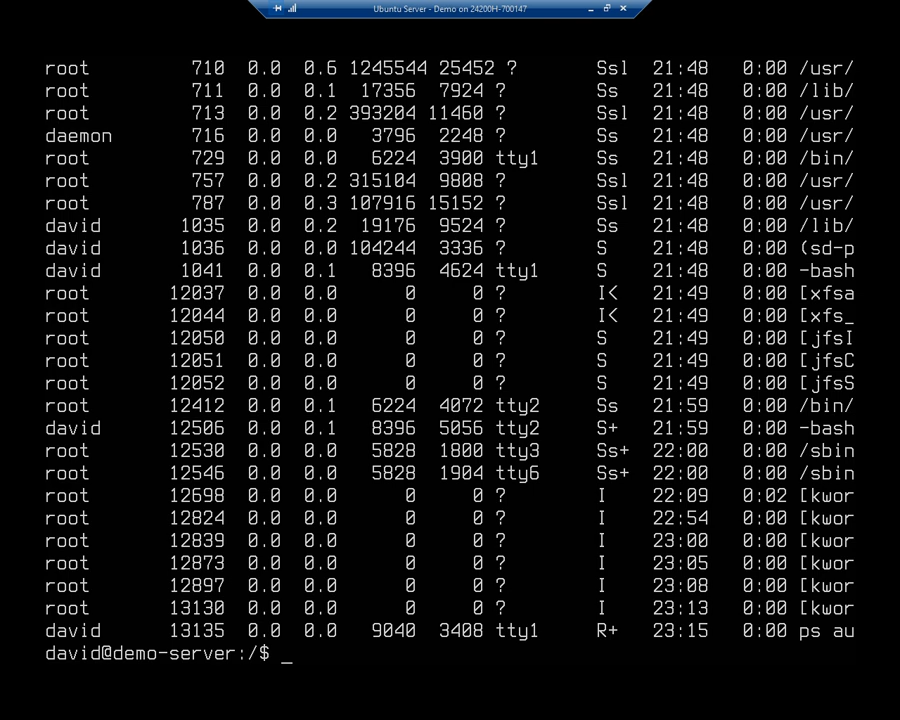 Ubuntu Server - Demo on 24200H-700147
root 710 0.0 0.6 1245544 25452 ? Ssl 21:48 0:00 /usr/
root 711 0.0 0.1 17356 7924 ? Ss 21:48 0:00 /lib/
root 713 0.0 0.2 393204 11460 ? Ssl 21:48 0:00 /usr/
daemon 716 0.0 0.0 3796 2248 ? Ss 21:48 0:00 /usr/
root 729 0.0 0.0 6224 3900 tty1 Ss 21:48 0:00 /bin/
root 757 0.0 0.2 315104 9808 ? Ssl 21:48 0:00 /usr/
root 787 0.0 0.3 107916 15152 ? Ssl 21:48 0:00 /usr/
david 1035 0.0 0.2 19176 9524 ? Ss 21:48 0:00 /lib/
david 1036 0.0 0.0 104244 3336 ? S 21:48 0:00 (sd-p
david 1041 0.0 0.1 8396 4624 tty1 S 21:48 0:00 -bash
root 12037 0.0 0.0 0 0 ? I< 21:49 0:00 [xfsa
root 12044 0.0 0.0 0 0 ? I< 21:49 0:00 [xfs_
root 12050 0.0 0.0 0 0 ? S 21:49 0:00 [jfsI
root 12051 0.0 0.0 0 0 ? S 21:49 0:00 [jfsC
root 12052 0.0 0.0 0 0 ? S 21:49 0:00 [jfsS
root 12412 0.0 0.1 6224 4072 tty2 Ss 21:59 0:00 /bin/
david 12506 0.0 0.1 8396 5056 tty2 S+ 21:59 0:00 -bash
root 12530 0.0 0.0 5828 1800 tty3 Ss+ 22:00 0:00 /sbin
root 12546 0.0 0.0 5828 1904 tty6 Ss+ 22:00 0:00 /sbin
root 12698 0.0 0.0 0 0 ? I 22:09 0:02 [kwor
root 12824 0.0 0.0 0 0 ? I 22:54 0:00 [kwor
root 12839 0.0 0.0 0 0 ? I 23:00 0:00 [kwor
root 12873 0.0 0.0 0 0 ? I 23:05 0:00 [kwor
root 12897 0.0 0.0 0 0 ? I 23:08 0:00 [kwor
root 13130 0.0 0.0 0 0 ? I 23:13 0:00 [kwor
david 13135 0.0 0.0 9040 3408 tty1 R+ 23:15 0:00 ps au
david@demo-server:/$ _